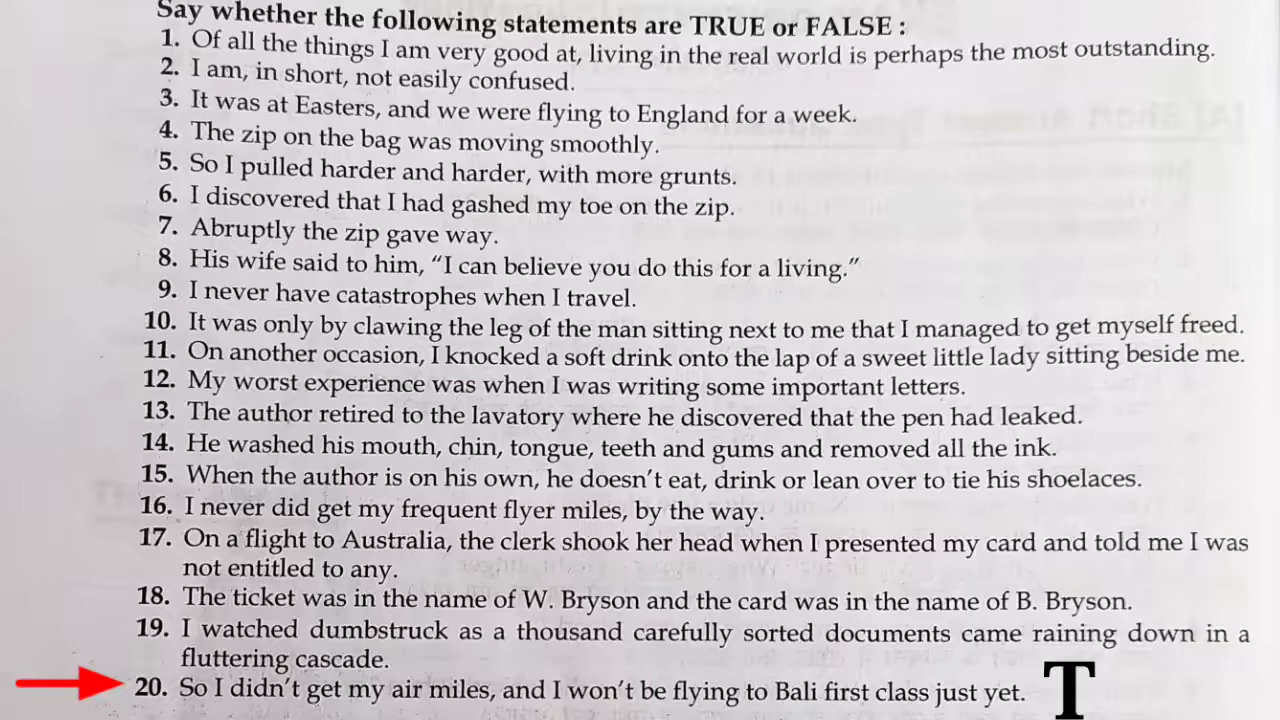 Say whether the following statements are TRUE or FALSE :
1. Of all the things I am very good at, living in the real world is perhaps the most outstanding.
2. I am, in short, not easily confused.
3. It was at Easters, and we were flying to England for a week.
4. The zip on the bag was moving smoothly.
5. So I pulled harder and harder, with more grunts.
6. I discovered that I had gashed my toe on the zip.
7. Abruptly the zip gave way.
8. His wife said to him, “I can believe you do this for a living.”
9. I never have catastrophes when I travel.
10. It was only by clawing the leg of the man sitting next to me that I managed to get myself freed.
11. On another occasion, I knocked a soft drink onto the lap of a sweet little lady sitting beside me.
12. My worst experience was when I was writing some important letters.
13. The author retired to the lavatory where he discovered that the pen had leaked.
14. He washed his mouth, chin, tongue, teeth and gums and removed all the ink.
15. When the author is on his own, he doesn’t eat, drink or lean over to tie his shoelaces.
16. I never did get my frequent flyer miles, by the way.
17. On a flight to Australia, the clerk shook her head when I presented my card and told me I was
not entitled to any.
18. The ticket was in the name of W. Bryson and the card was in the name of B. Bryson.
19. I watched dumbstruck as a thousand carefully sorted documents came raining down in a
fluttering cascade.
20. So I didn’t get my air miles, and I won’t be flying to Bali first class just yet. T